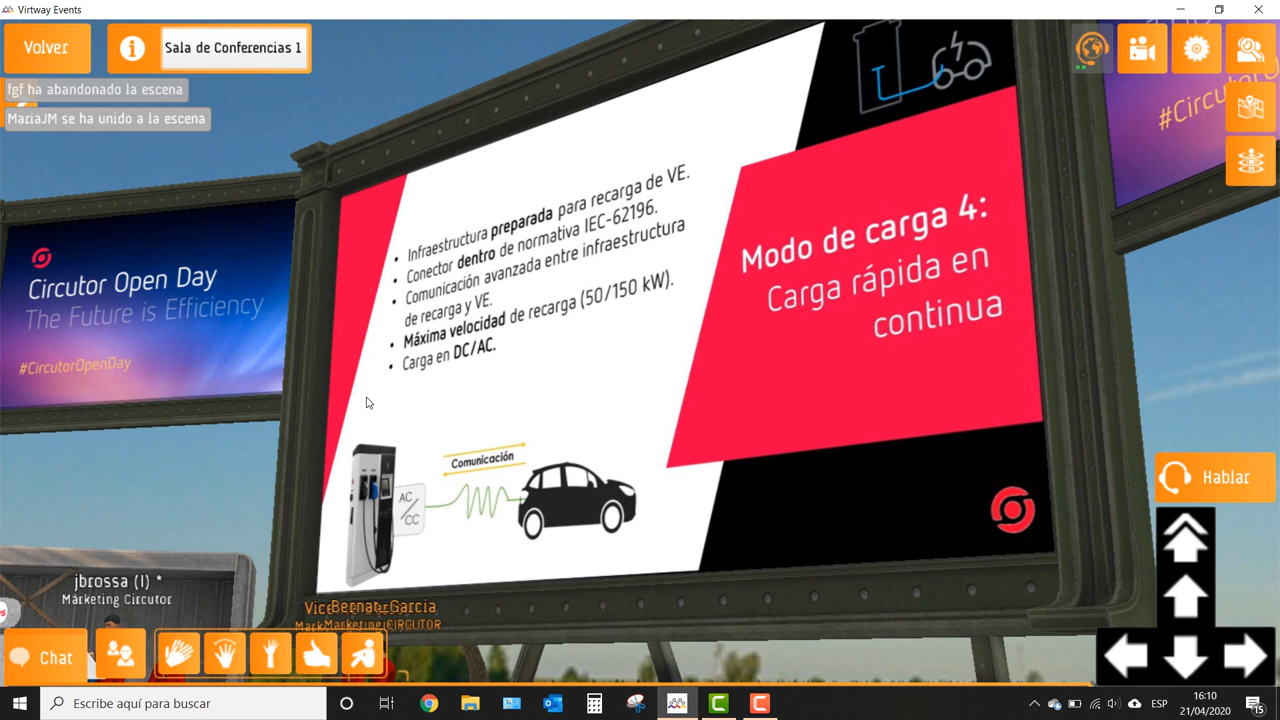 Virtway Events
Volver
Sala de Conferencias 1
fgf ha abandonado la escena
MariaJM se ha unido a la escena
Circutor Open Day
The Future is Efficiency
#CircutorOpenDay
• Infraestructura preparada para recarga de VE.
• Conector dentro de normativa IEC-62196.
• Comunicación avanzada entre infraestructura
de recarga y VE.
• Máxima velocidad de recarga (50/150 kW).
• Carga en DC/AC.
Modo de carga 4:
Carga rápida en
continua
Comunicación
AC/CC
Hablar
jbrossa (I) *
Marketing Circutor
Bernat Garcia
Marketing CIRCUTOR
Chat
Escribe aquí para buscar
ESP
16:10
21/04/2020
15